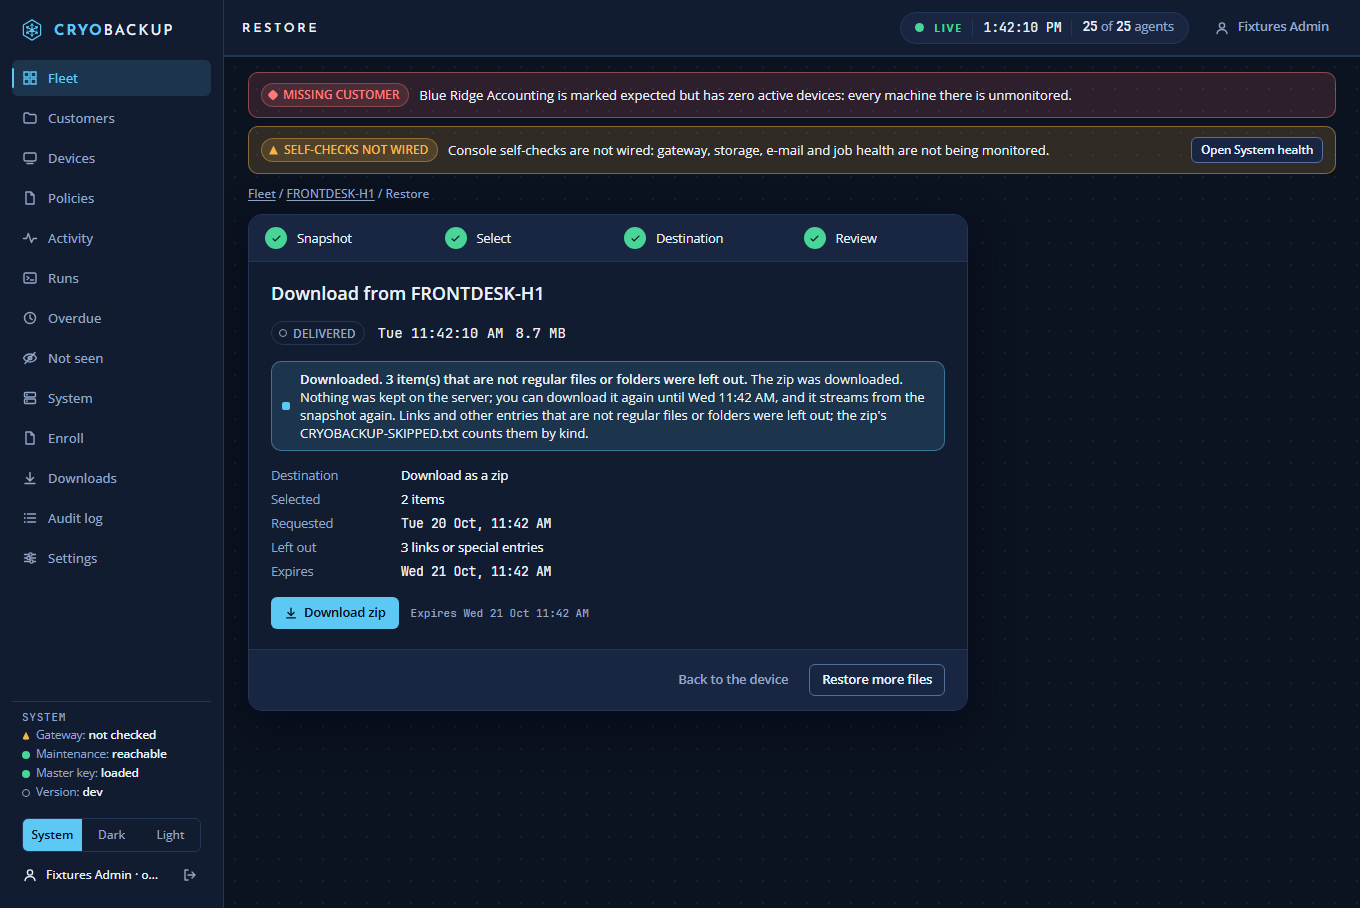 CRYOBACKUP
RESTORE
LIVE 1:42:10 PM 25 of 25 agents
Fixtures Admin
Fleet
Customers
Devices
Policies
Activity
Runs
Overdue
Not seen
System
Enroll
Downloads
Audit log
Settings
MISSING CUSTOMER Blue Ridge Accounting is marked expected but has zero active devices: every machine there is unmonitored.
SELF-CHECKS NOT WIRED Console self-checks are not wired: gateway, storage, e-mail and job health are not being monitored. Open System health
Fleet / FRONTDESK-H1 / Restore
Snapshot Select Destination Review
Download from FRONTDESK-H1
DELIVERED Tue 11:42:10 AM 8.7 MB
Downloaded. 3 item(s) that are not regular files or folders were left out. The zip was downloaded.
Nothing was kept on the server; you can download it again until Wed 11:42 AM, and it streams from the
snapshot again. Links and other entries that are not regular files or folders were left out; the zip's
CRYOBACKUP-SKIPPED.txt counts them by kind.
Destination Download as a zip
Selected 2 items
Requested Tue 20 Oct, 11:42 AM
Left out 3 links or special entries
Expires Wed 21 Oct, 11:42 AM
Download zip Expires Wed 21 Oct 11:42 AM
Back to the device Restore more files
SYSTEM
Gateway: not checked
Maintenance: reachable
Master key: loaded
Version: dev
System Dark Light
Fixtures Admin · o...